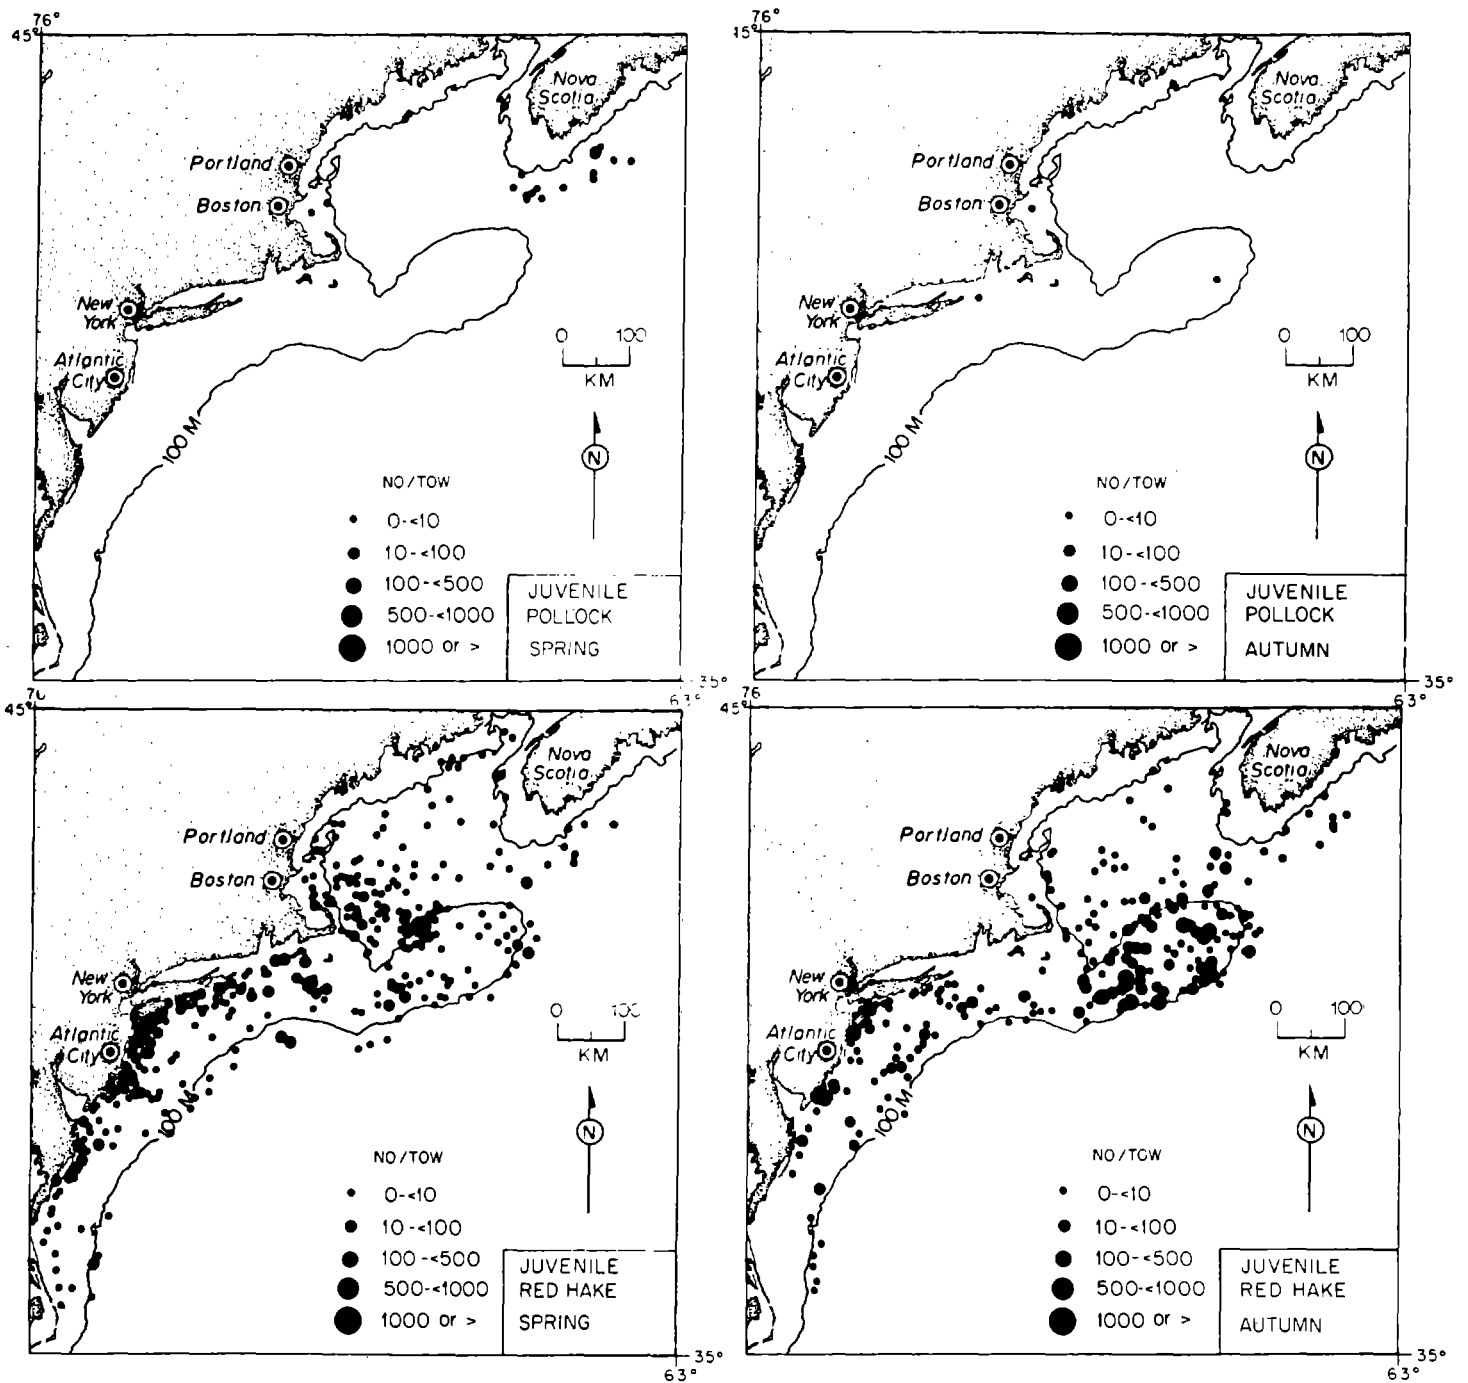 76°
45°
Nova
Scotia
Portland
Boston
New
York
Atlantic
City
0 100
KM
100 M
N
NO/TOW
0-<10
10-<100
100-<500
500-<1000
1000 or >
JUVENILE
POLLOCK
SPRING
35°
63°
76°
15°
Nova
Scotia
Portland
Boston
New
York
Atlantic
City
0 100
KM
100 M
N
NO/TOW
0-<10
10-<100
100-<500
500-<1000
1000 or >
JUVENILE
POLLOCK
AUTUMN
35°
63°
45°
Nova
Scotia
Portland
Boston
New
York
Atlantic
City
0 100
KM
100 M
N
NO/TOW
0-<10
10-<100
100-<500
500-<1000
1000 or >
JUVENILE
RED HAKE
SPRING
35°
63°
76
45°
Nova
Scotia
Portland
Boston
New
York
Atlantic
City
0 100
KM
100 M
N
NO/TOW
0-<10
10-<100
100-<500
500-<1000
1000 or >
JUVENILE
RED HAKE
AUTUMN
35°
63°